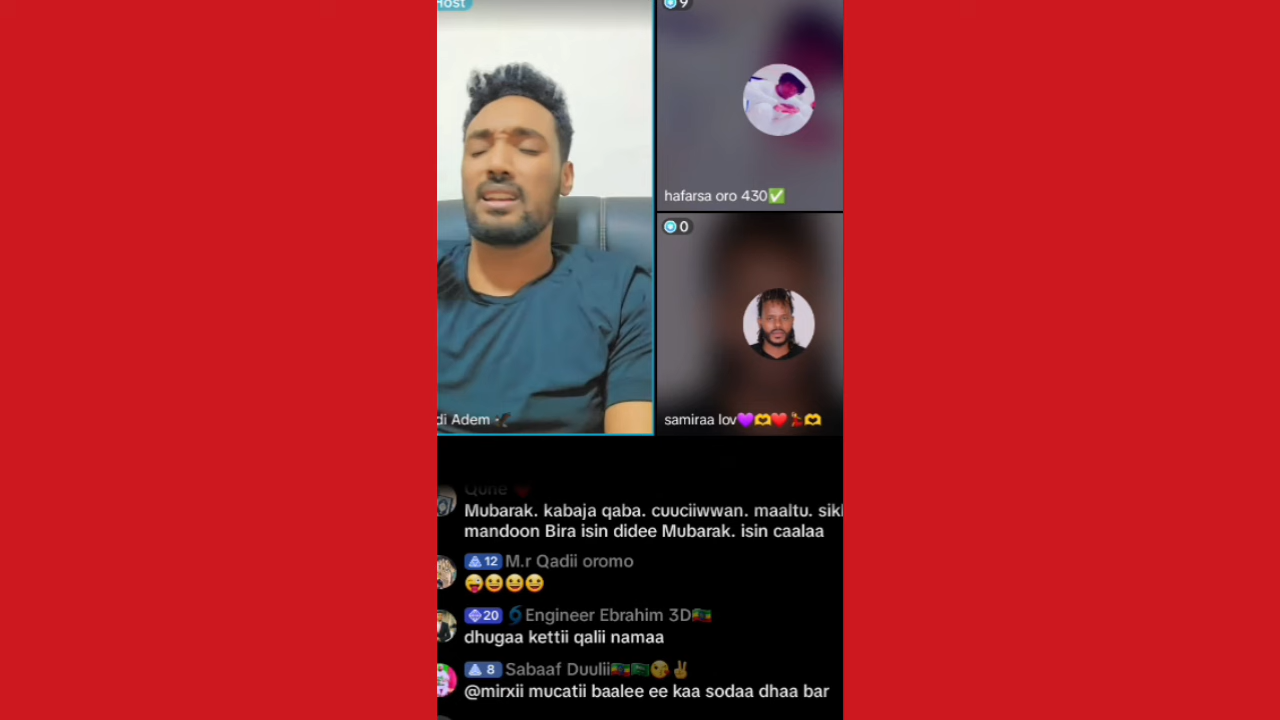 Host
9
hafarsa oro 430✅
0
di Adem
samiraa lov💜🫶❤️💃🫶
Qune ❤️
Mubarak. kabaja qaba. cuuciiwwan. maaltu.
mandoon Bira isin didee Mubarak. isin caalaa
12 M.r Qadii oromo
😜😆😆😆
20 Engineer Ebrahim 3D🇪🇹
dhugaa kettii qalii namaa
8 Sabaaf Duulii🇪🇹🇸🇦😘✌️
@mirxii mucatii baalee ee kaa sodaa dhaa bar